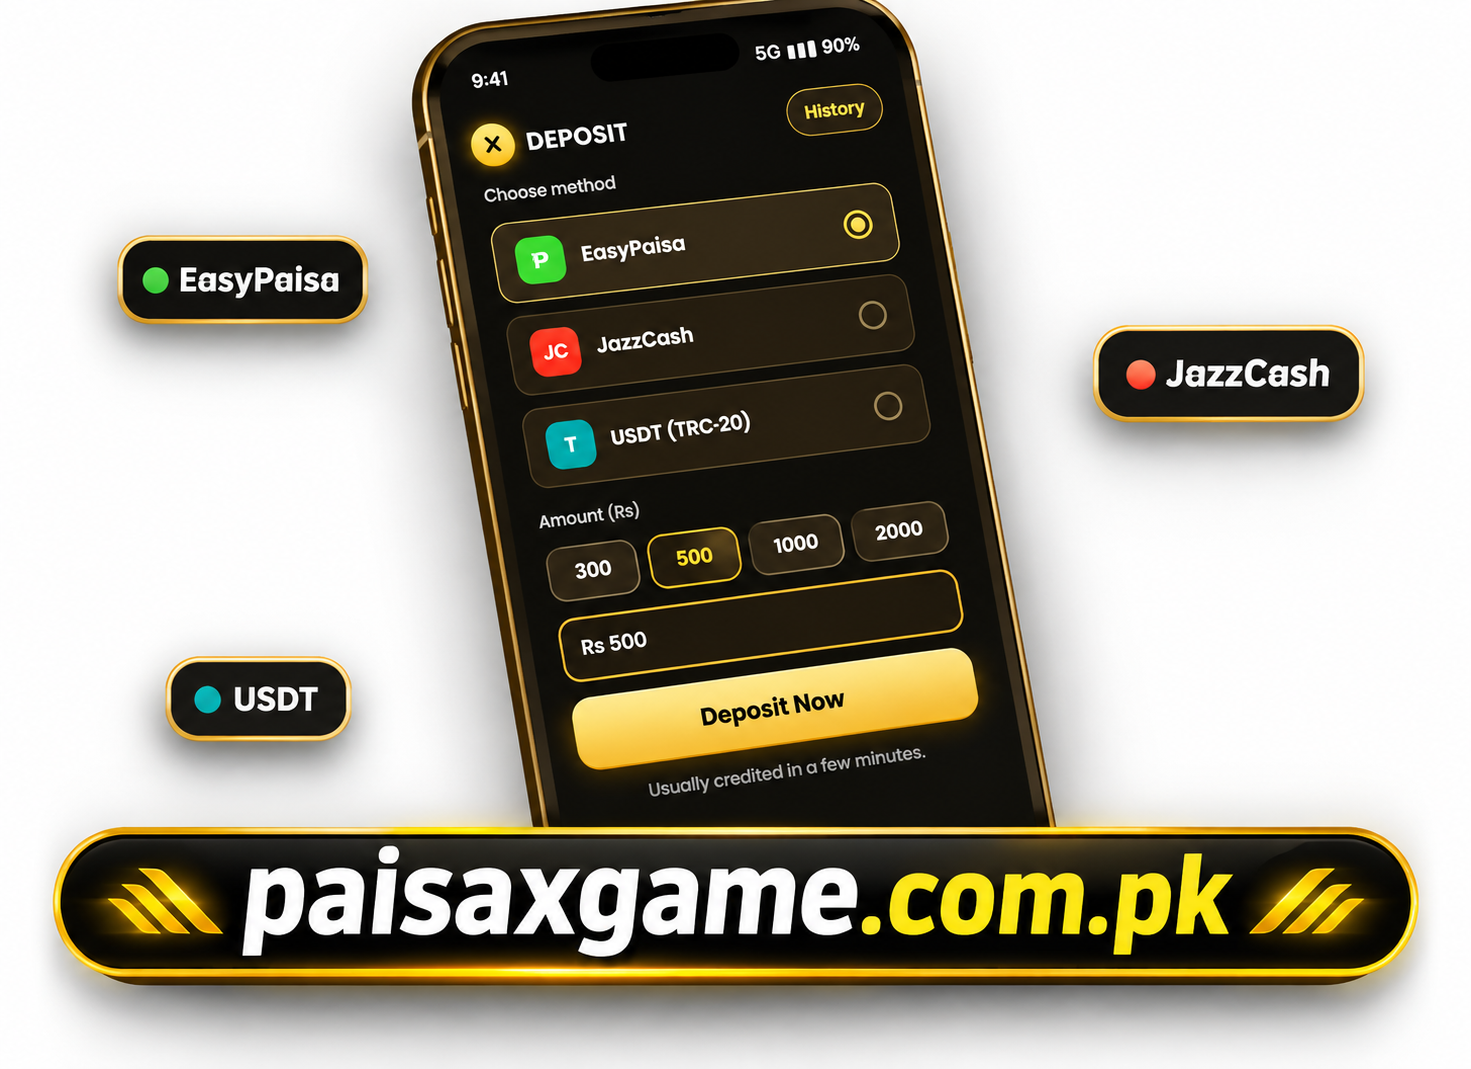 9:41
5G 90%
DEPOSIT
History
Choose method
EasyPaisa
JC JazzCash
T USDT (TRC-20)
Amount (Rs)
300 500 1000 2000
Rs 500
Deposit Now
Usually credited in a few minutes.
EasyPaisa
JazzCash
USDT
paisaxgame.com.pk